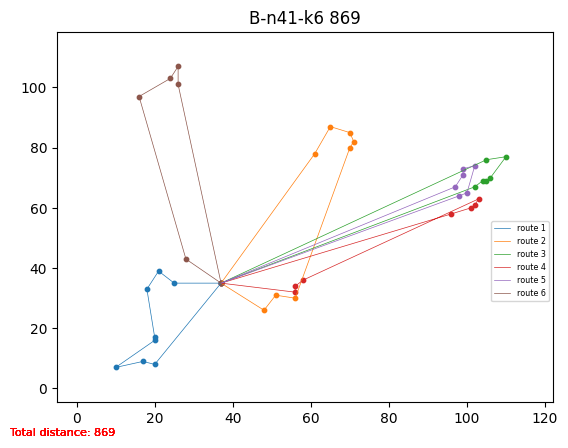 B-n41-k6 869
100
80
60
40
20
0
route 1
route 2
route 3
route 4
route 5
route 6
0 20 40 60 80 100 120
Total distance: 869